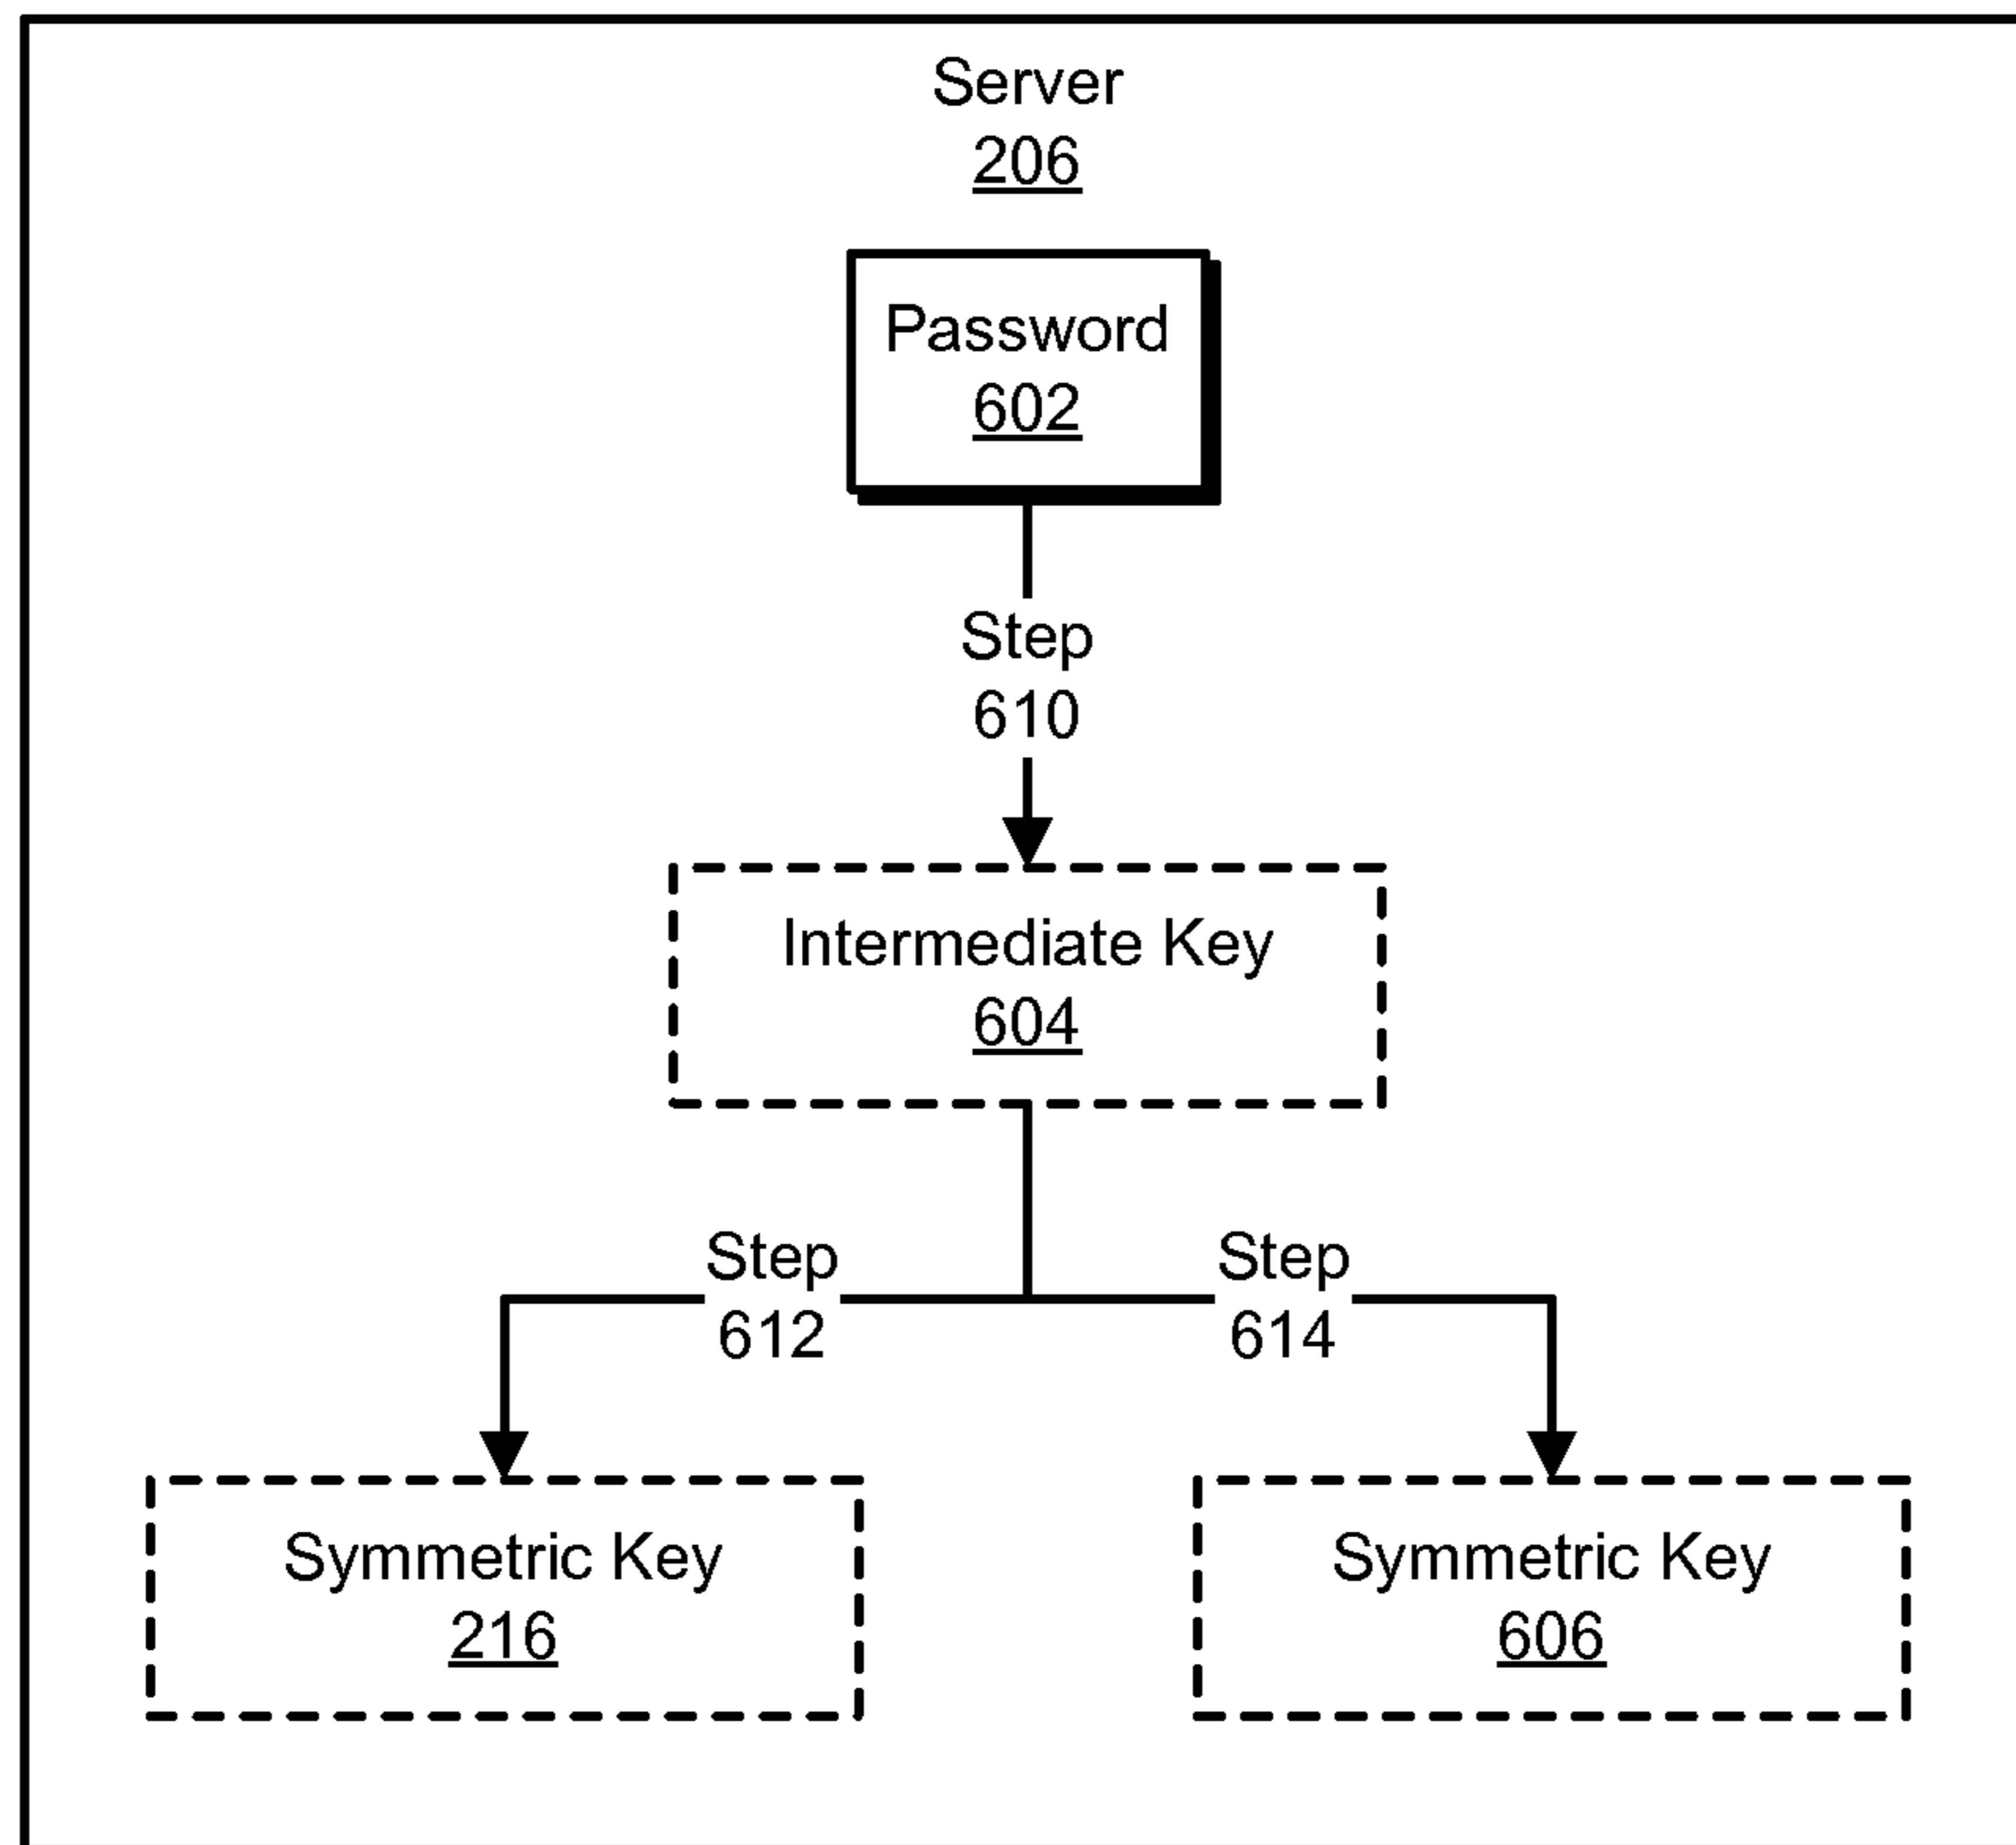 Server
206
Password
602
Step
610
Intermediate Key
604
Step
612
Step
614
Symmetric Key
216
Symmetric Key
606